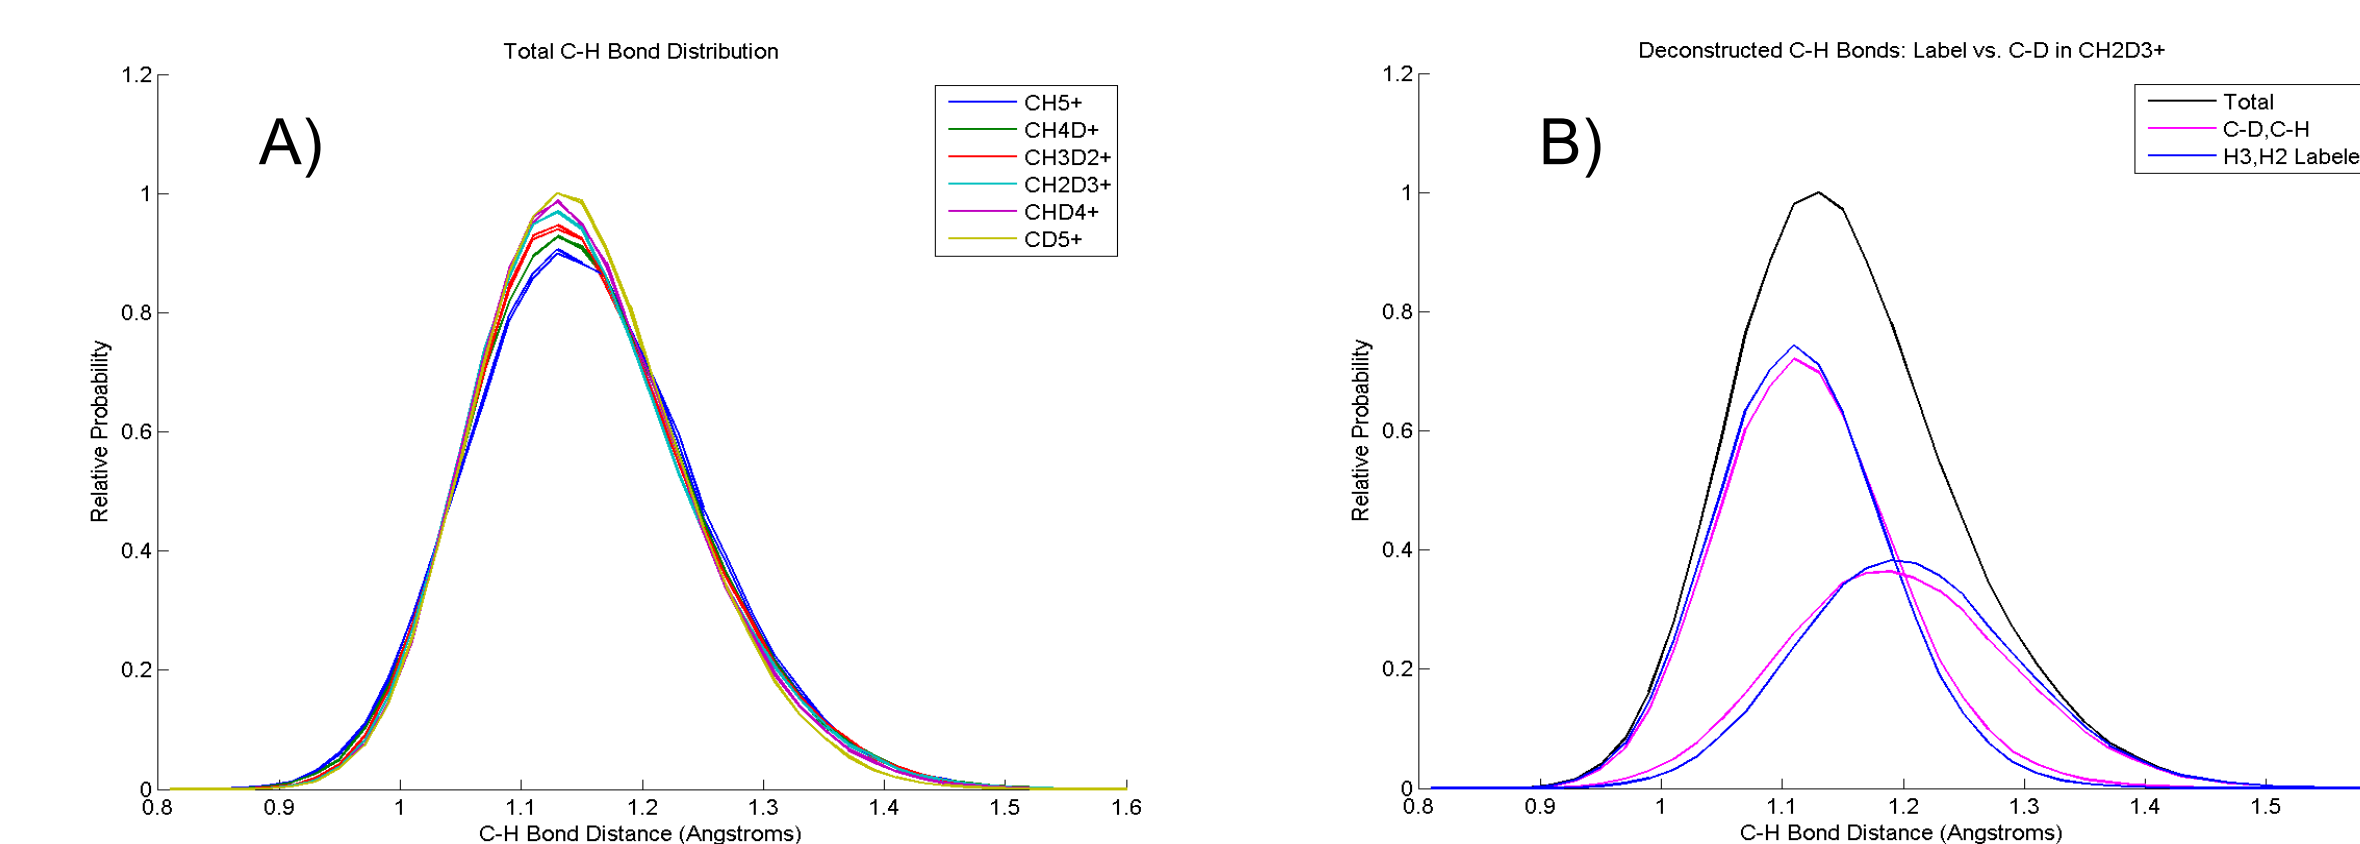 Total C-H Bond Distribution
1.2
1
0.8
0.6
0.4
0.2
0
Relative Probability
A)
CH5+
CH4D+
CH3D2+
CH2D3+
CHD4+
CD5+
0.8 0.9 1 1.1 1.2 1.3 1.4 1.5 1.6
C-H Bond Distance (Angstroms)
Deconstructed C-H Bonds: Label vs. C-D in CH2D3+
1.2
1
0.8
0.6
0.4
0.2
0
Relative Probability
B)
Total
C-D,C-H
H3,H2 Labele
0.8 0.9 1 1.1 1.2 1.3 1.4 1.5
C-H Bond Distance (Angstroms)